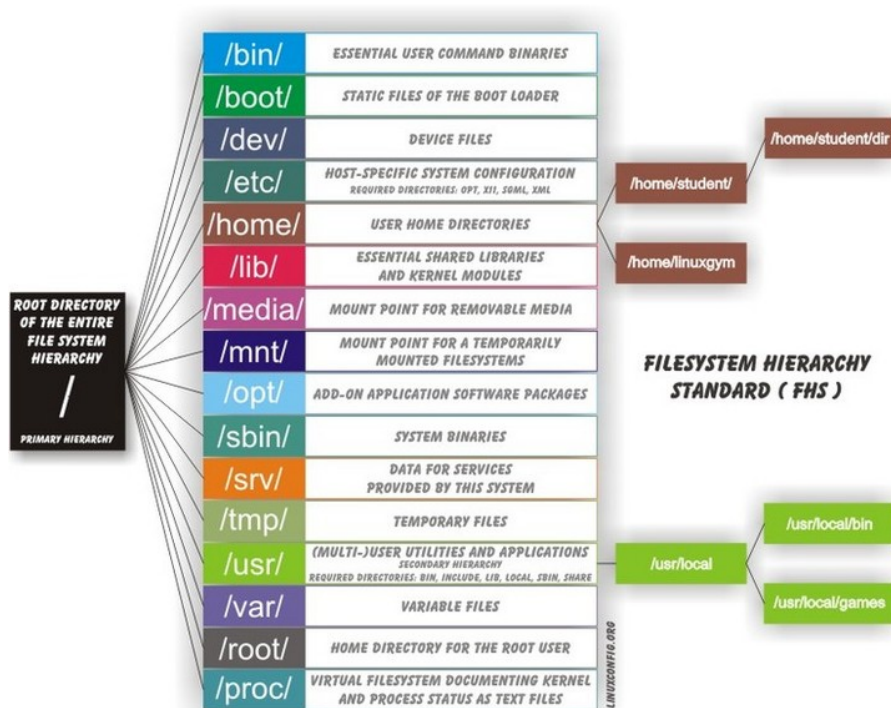 /bin/
ESSENTIAL USER COMMAND BINARIES
/boot/
STATIC FILES OF THE BOOT LOADER
/dev/
DEVICE FILES
/etc/
HOST-SPECIFIC SYSTEM CONFIGURATION
REQUIRED DIRECTORIES: OPT, X11, SGML, XML
/home/
USER HOME DIRECTORIES
/home/student/
/home/student/dir
/home/linuxgym
/lib/
ESSENTIAL SHARED LIBRARIES
AND KERNEL MODULES
/media/
MOUNT POINT FOR REMOVABLE MEDIA
ROOT DIRECTORY
OF THE ENTIRE
FILE SYSTEM
HIERARCHY
/
PRIMARY HIERARCHY
/mnt/
MOUNT POINT FOR A TEMPORARILY
MOUNTED FILESYSTEMS
FILESYSTEM HIERARCHY
STANDARD ( FHS )
/opt/
ADD-ON APPLICATION SOFTWARE PACKAGES
/sbin/
SYSTEM BINARIES
/srv/
DATA FOR SERVICES
PROVIDED BY THIS SYSTEM
/tmp/
TEMPORARY FILES
/usr/
(MULTI-)USER UTILITIES AND APPLICATIONS
SECONDARY HIERARCHY
REQUIRED DIRECTORIES: BIN, INCLUDE, LIB, LOCAL, SBIN, SHARE
/usr/local
/usr/local/bin
/usr/local/games
/var/
VARIABLE FILES
/root/
HOME DIRECTORY FOR THE ROOT USER
/proc/
VIRTUAL FILESYSTEM DOCUMENTING KERNEL
AND PROCESS STATUS AS TEXT FILES
LINUXCONFIG.ORG